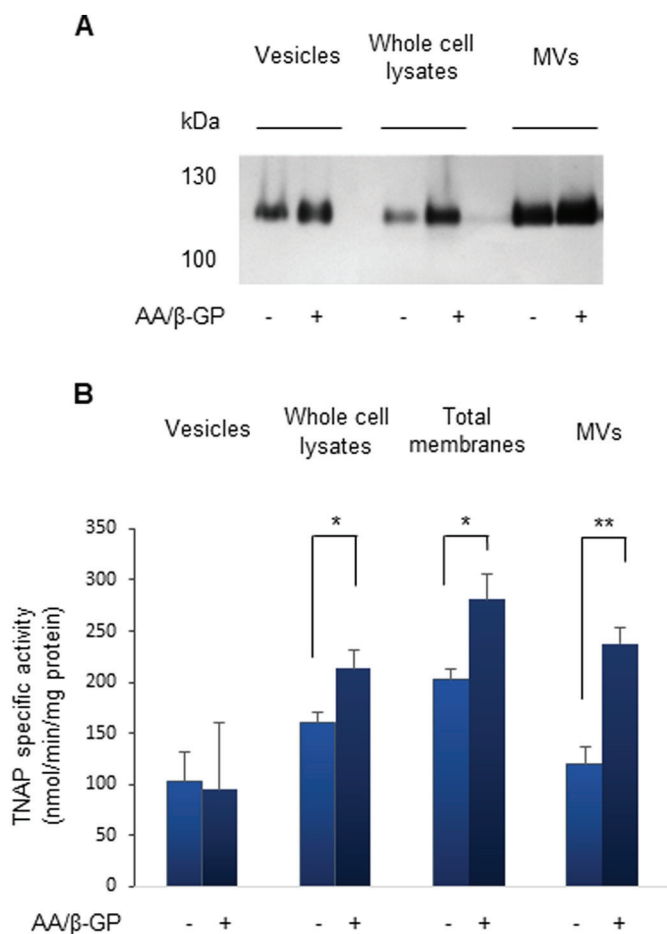 A
Vesicles
Whole cell
lysates
MVs
kDa
130
100
AA/β-GP - + - + - +
B
Vesicles
Whole cell
lysates
Total
membranes
MVs
TNAP specific activity
(nmol/min/mg protein)
350
300
250
200
150
100
50
0
*
*
**
AA/β-GP - + - + - + - +